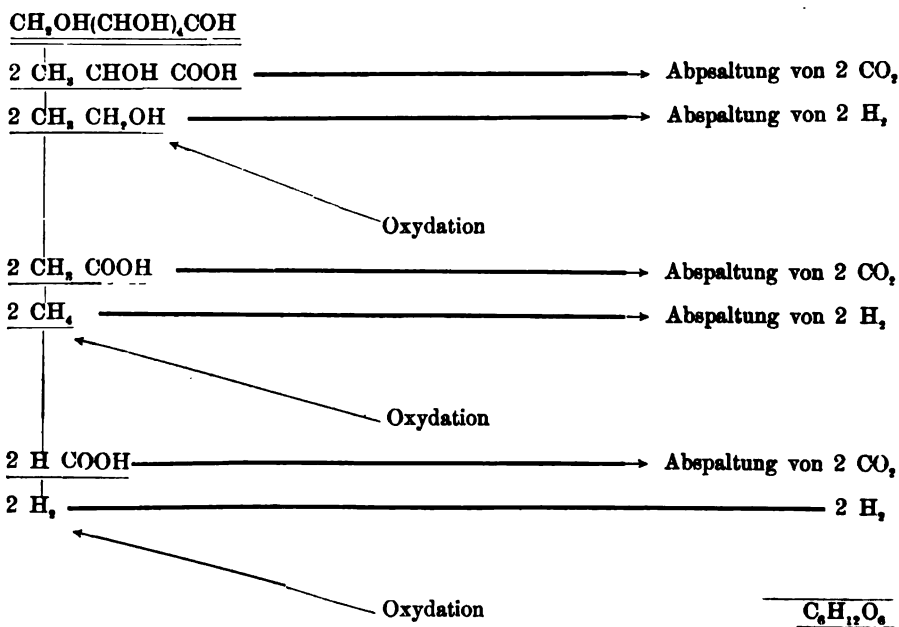 CH₂OH(CHOH)₄COH
2 CH₃ CHOH COOH Abpsaltung von 2 CO₂
2 CH₃ CH₂OH Abspaltung von 2 H₂
Oxydation
2 CH₃ COOH Abspaltung von 2 CO₂
2 CH₄ Abspaltung von 2 H₂
Oxydation
2 H COOH Abspaltung von 2 CO₂
2 H₂ 2 H₂
Oxydation
C₆H₁₂O₆